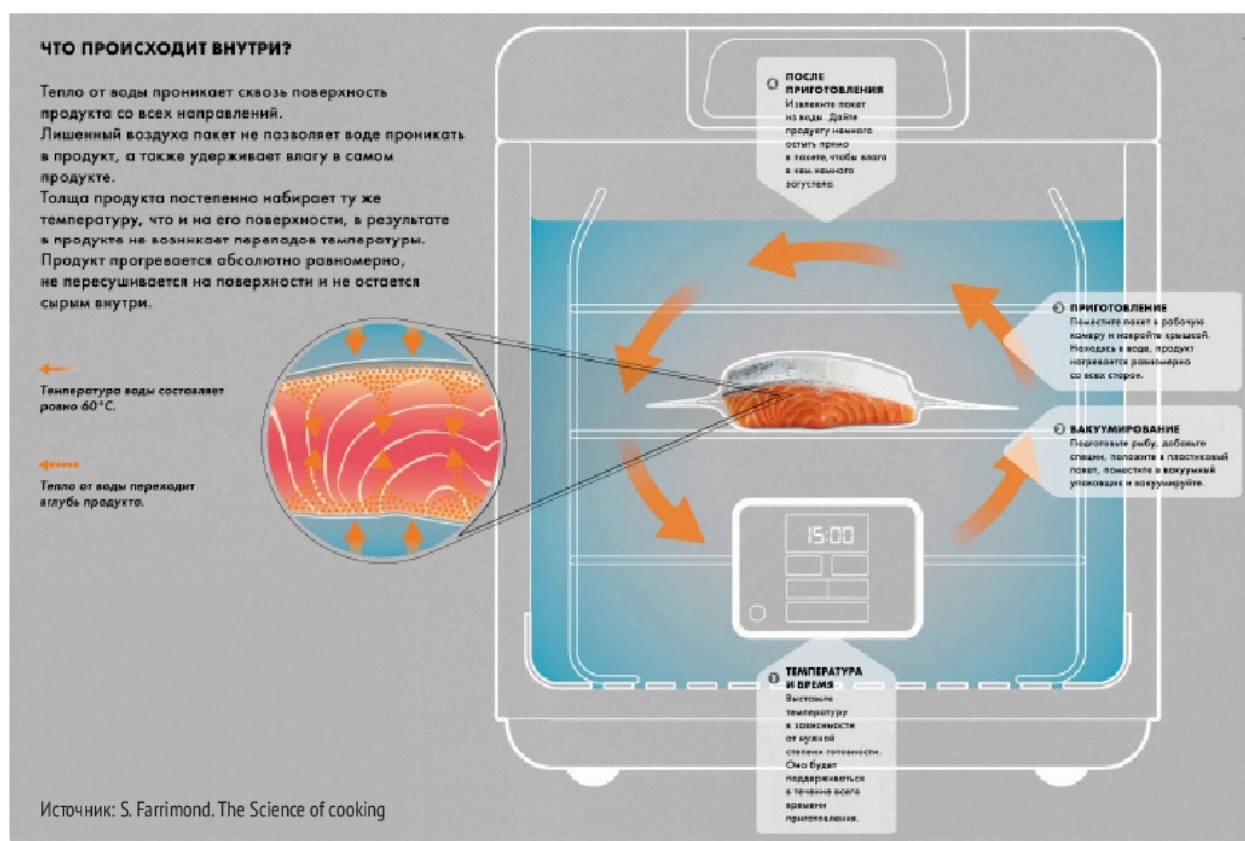 ЧТО ПРОИСХОДИТ ВНУТРИ?
Тепло от воды проникает сквозь поверхность
продукта со всех направлений.
Лишенный воздуха пакет не позволяет воде проникать
в продукт, а также удерживает влагу в самом
продукте.
Толща продукта постепенно набирает ту же
температуру, что и на его поверхности, в результате
в продукте не возникает перепадов температуры.
Продукт прогревается абсолютно равномерно,
не пересушивается на поверхности и не остается
сырым внутри.
Температура воды составляет
ровно 60°С.
Тепло от воды переходит
вглубь продукта.
4 ПОСЛЕ
ПРИГОТОВЛЕНИЯ
Извлеките пакет
из воды. Дайте
продукту немного
остыть прямо
в пакете, чтобы влага
в нем немного
загустела.
3 ПРИГОТОВЛЕНИЕ
Поместите пакет в рабочую
камеру и накройте крышкой.
Находясь в воде, продукт
нагревается равномерно
со всех сторон.
2 ВАКУУМИРОВАНИЕ
Подготовьте рыбу, добавьте
специи, положите в пластиковый
пакет, поместите в вакуумный
упаковщик и вакуумируйте.
15:00
1 ТЕМПЕРАТУРА
И ВРЕМЯ
Выставьте
температуру
в зависимости
от нужной
степени готовности.
Она будет
поддерживаться
в течение всего
времени
приготовления.
Источник: S. Farrimond. The Science of cooking